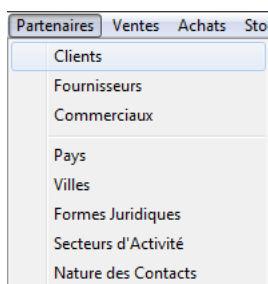 Partenaires Ventes Achats Sto
Clients
Fournisseurs
Commerciaux
Pays
Villes
Formes Juridiques
Secteurs d'Activité
Nature des Contacts